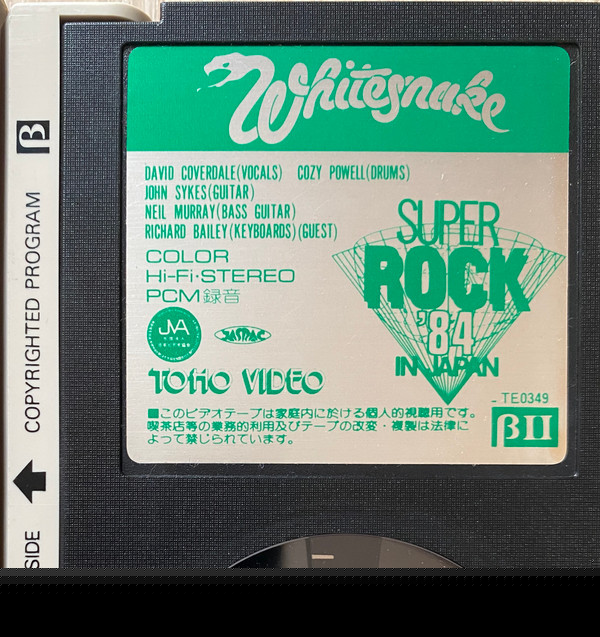 Whitesnake
DAVID COVERDALE(VOCALS) COZY POWELL(DRUMS)
JOHN SYKES(GUITAR)
NEIL MURRAY(BASS GUITAR)
RICHARD BAILEY(KEYBOARDS)(GUEST)
COLOR
Hi-Fi·STEREO
PCM録音
JVA
JASRAC
TOHO VIDEO
SUPER
ROCK
'84
IN JAPAN
-TE0349
■このビデオテープは家庭内に於ける個人的視聴用です。
喫茶店等の業務的利用及びテープの改変・複製は法律に
よって禁じられています。
βII
β
COPYRIGHTED PROGRAM
SIDE